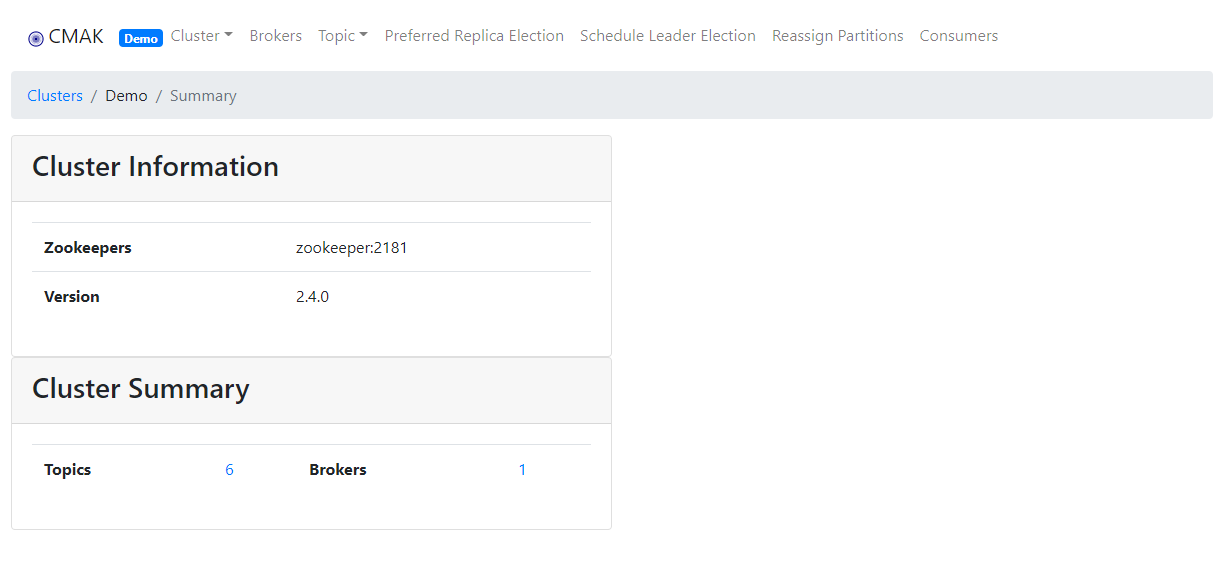 CMAK Demo Cluster Brokers Topic Preferred Replica Election Schedule Leader Election Reassign Partitions Consumers
Clusters / Demo / Summary
Cluster Information
Zookeepers zookeeper:2181
Version 2.4.0
Cluster Summary
Topics 6 Brokers 1